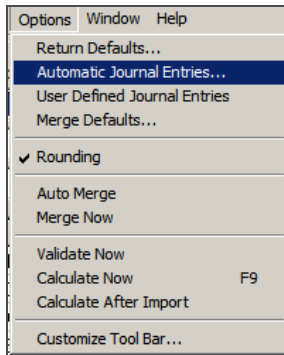 Options Window Help
Return Defaults...
Automatic Journal Entries...
User Defined Journal Entries
Merge Defaults...
Rounding
Auto Merge
Merge Now
Validate Now
Calculate Now F9
Calculate After Import
Customize Tool Bar...